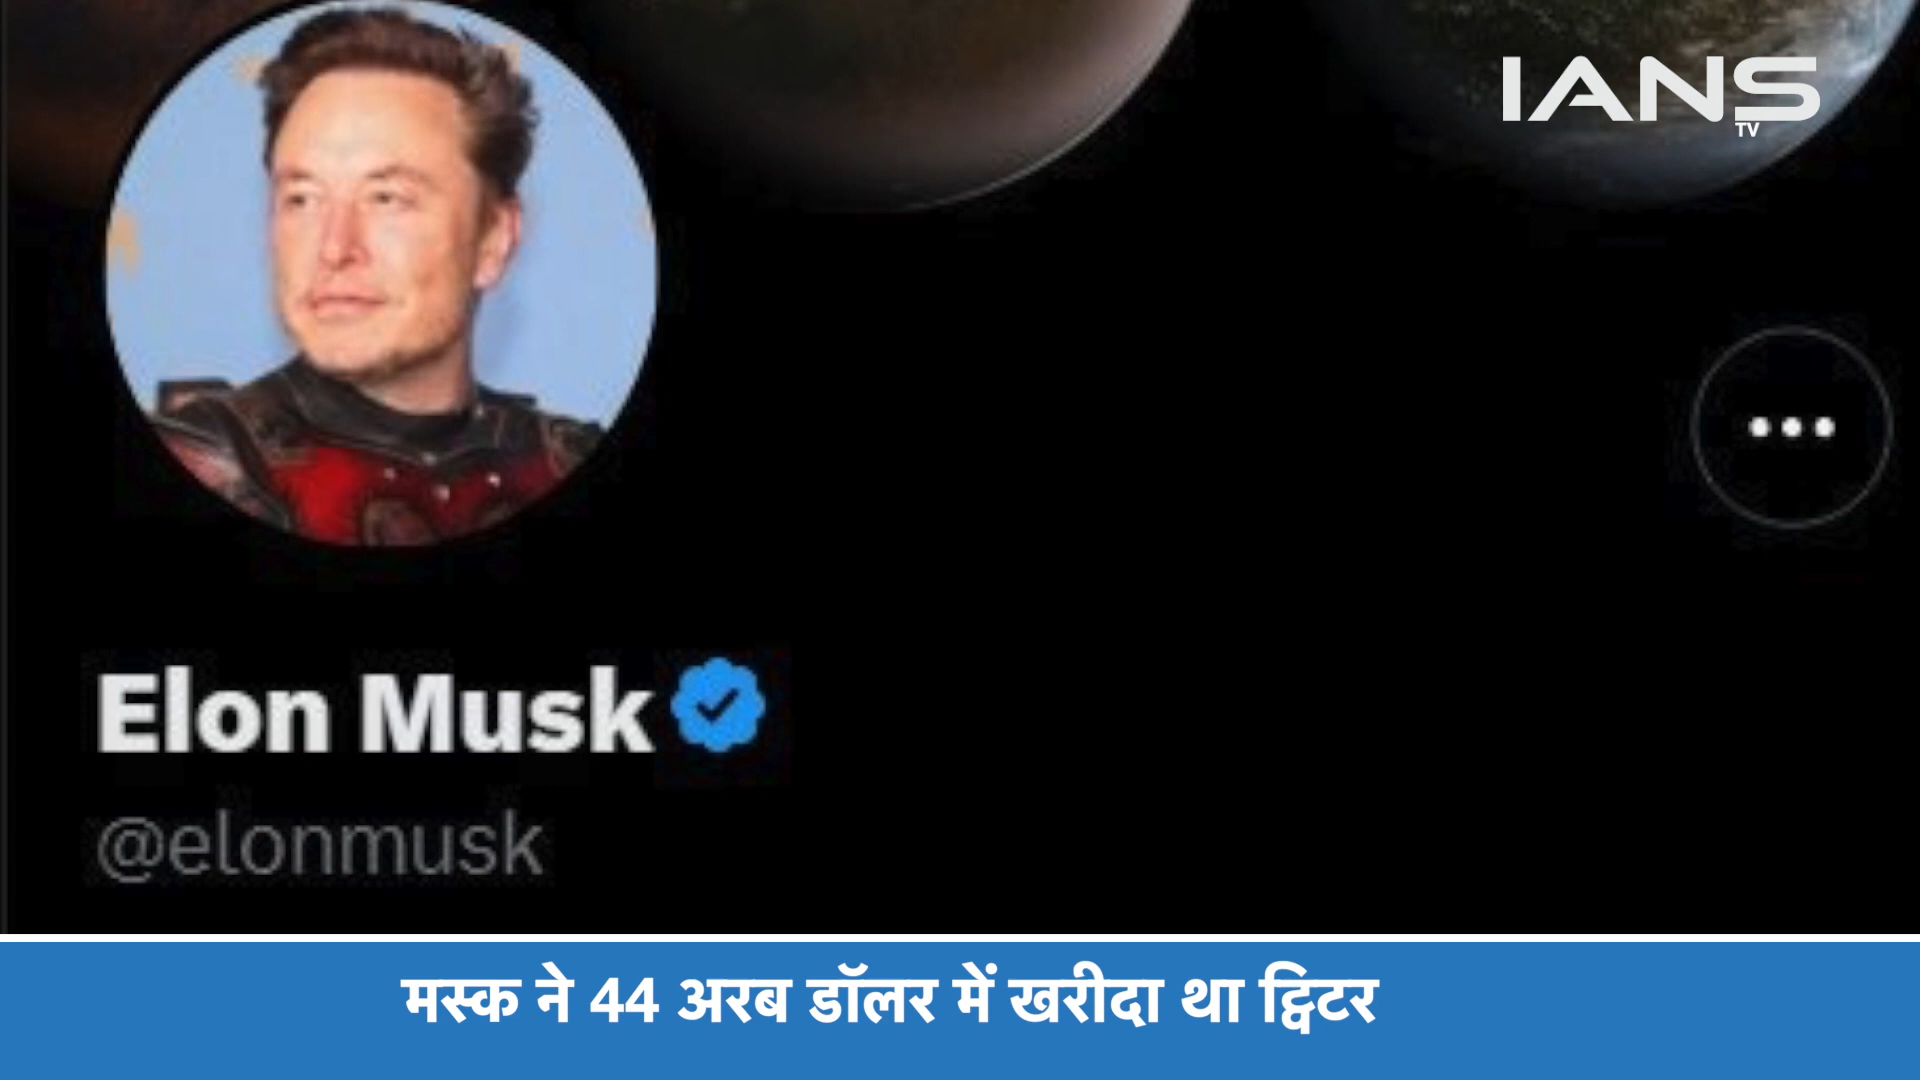 IANS
TV
Elon Musk
@elonmusk
मस्क ने 44 अरब डॉलर में खरीदा था ट्विटर